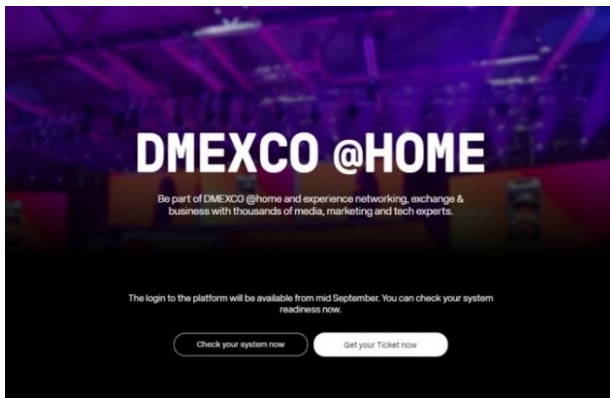 DMEXCO @HOME
Be part of DMEXCO @home and experience networking, exchange &
business with thousands of media, marketing and tech experts.
The login to the platform will be available from mid September. You can check your system
readiness now.
Check your system now
Get your Ticket now